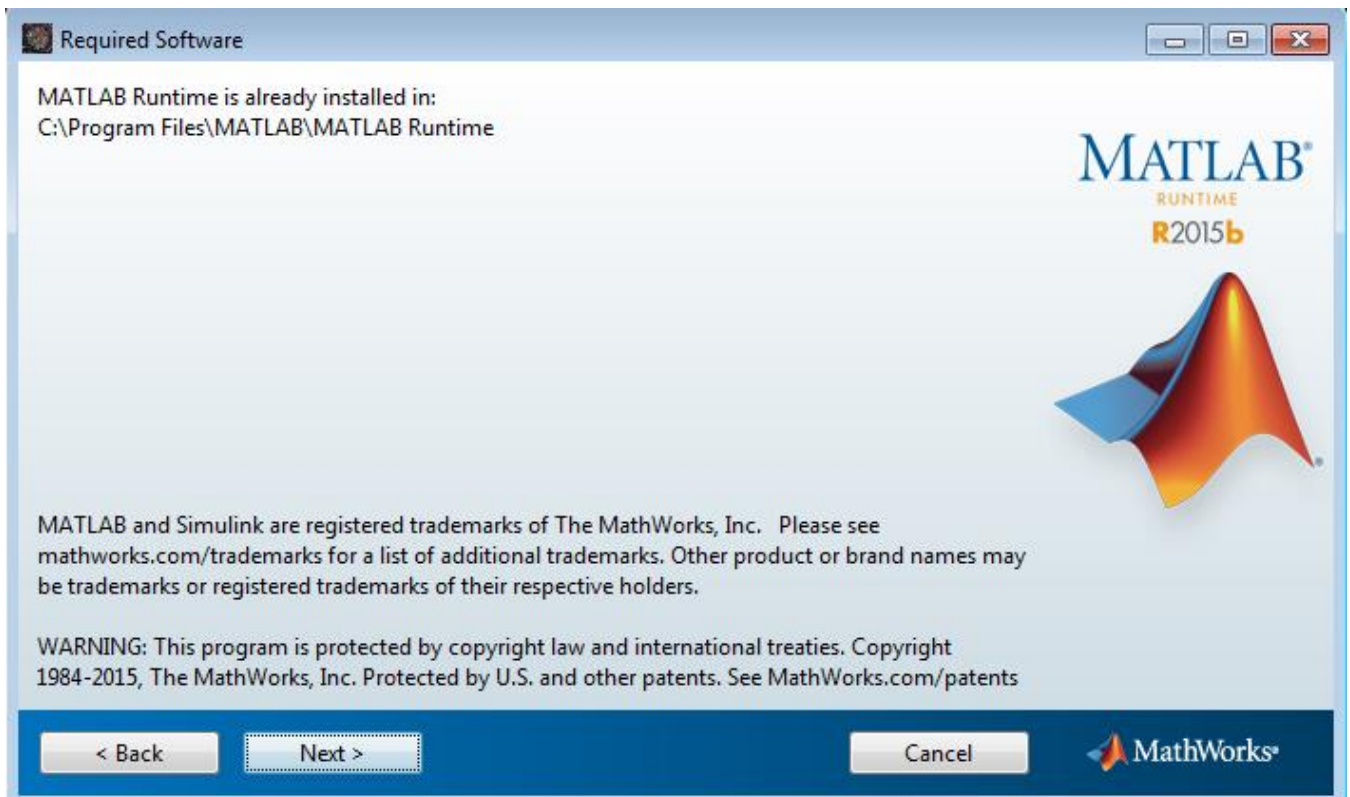 Required Software
MATLAB Runtime is already installed in:
C:\Program Files\MATLAB\MATLAB Runtime
MATLAB®
RUNTIME
R2015b
MATLAB and Simulink are registered trademarks of The MathWorks, Inc.   Please see
mathworks.com/trademarks for a list of additional trademarks. Other product or brand names may
be trademarks or registered trademarks of their respective holders.
WARNING: This program is protected by copyright law and international treaties. Copyright
1984-2015, The MathWorks, Inc. Protected by U.S. and other patents. See MathWorks.com/patents
< Back
Next >
Cancel
MathWorks®